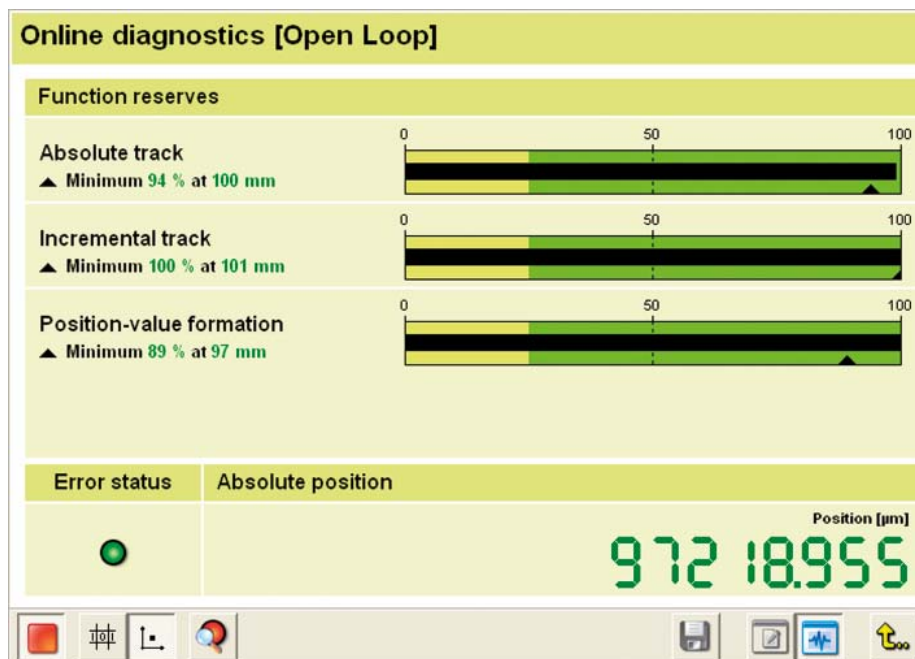 Online diagnostics [Open Loop]
Function reserves
Absolute track
▲ Minimum 94 % at 100 mm
0 50 100
Incremental track
▲ Minimum 100 % at 101 mm
0 50 100
Position-value formation
▲ Minimum 89 % at 97 mm
0 50 100
Error status
Absolute position
Position [µm]
97218.955